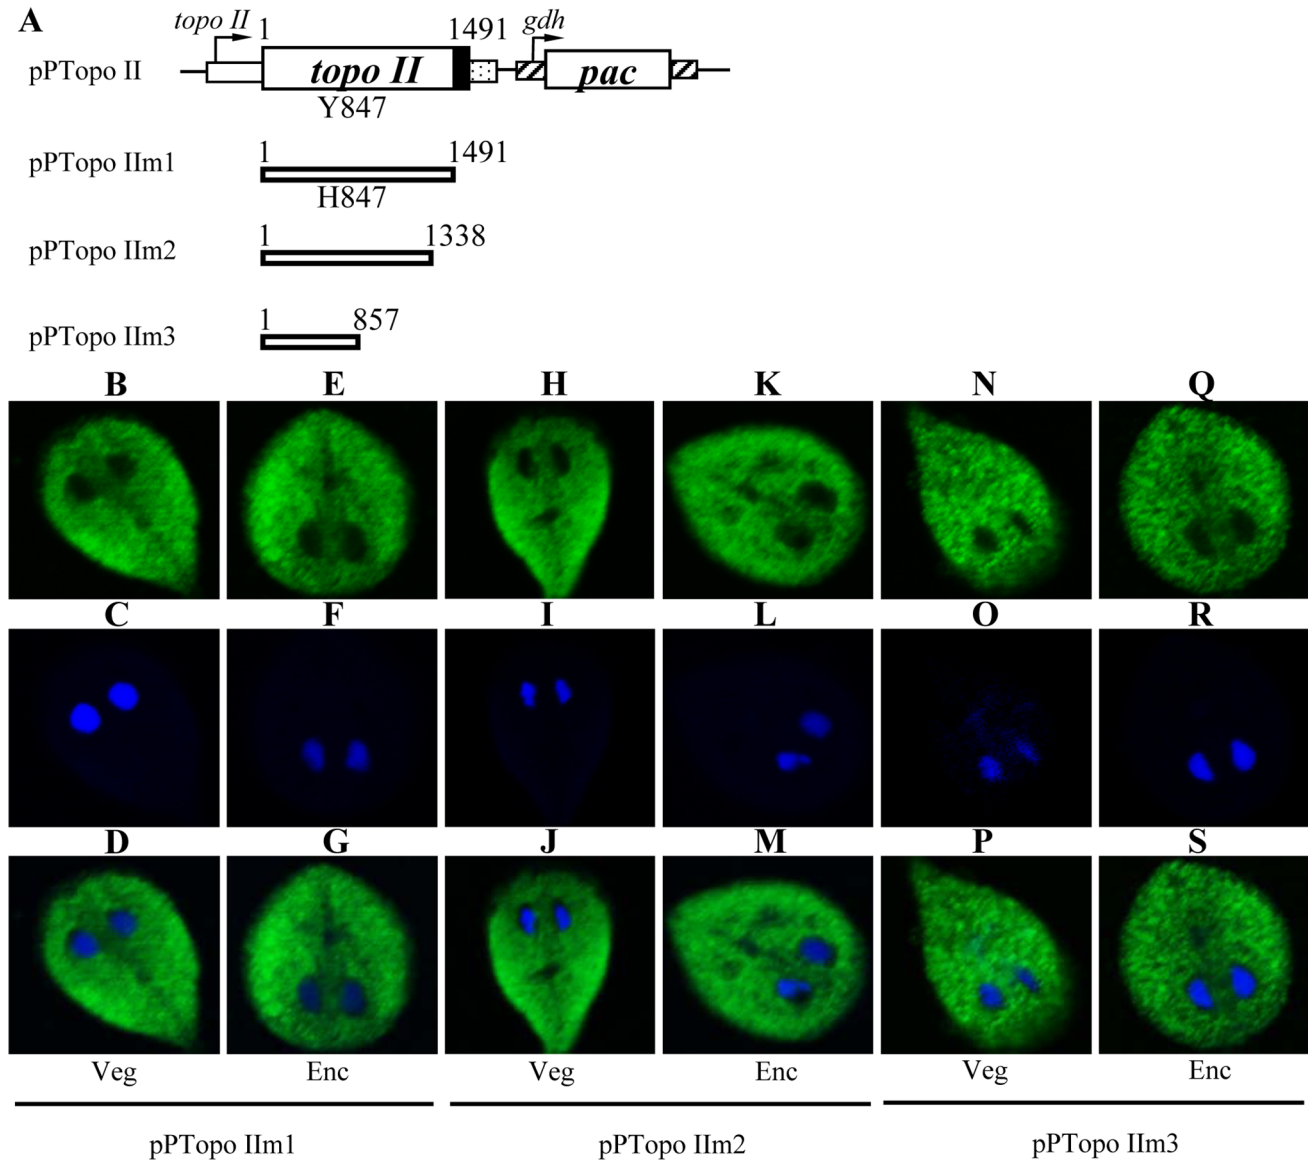 A
topo II 1 1491 gdh
pPTopo II topo II pac
Y847
1 1491
pPTopo IIm1
H847
1 1338
pPTopo IIm2
1 857
pPTopo IIm3
B E H K N Q
C F I L O R
D G J M P S
Veg Enc Veg Enc Veg Enc
pPTopo IIm1 pPTopo IIm2 pPTopo IIm3